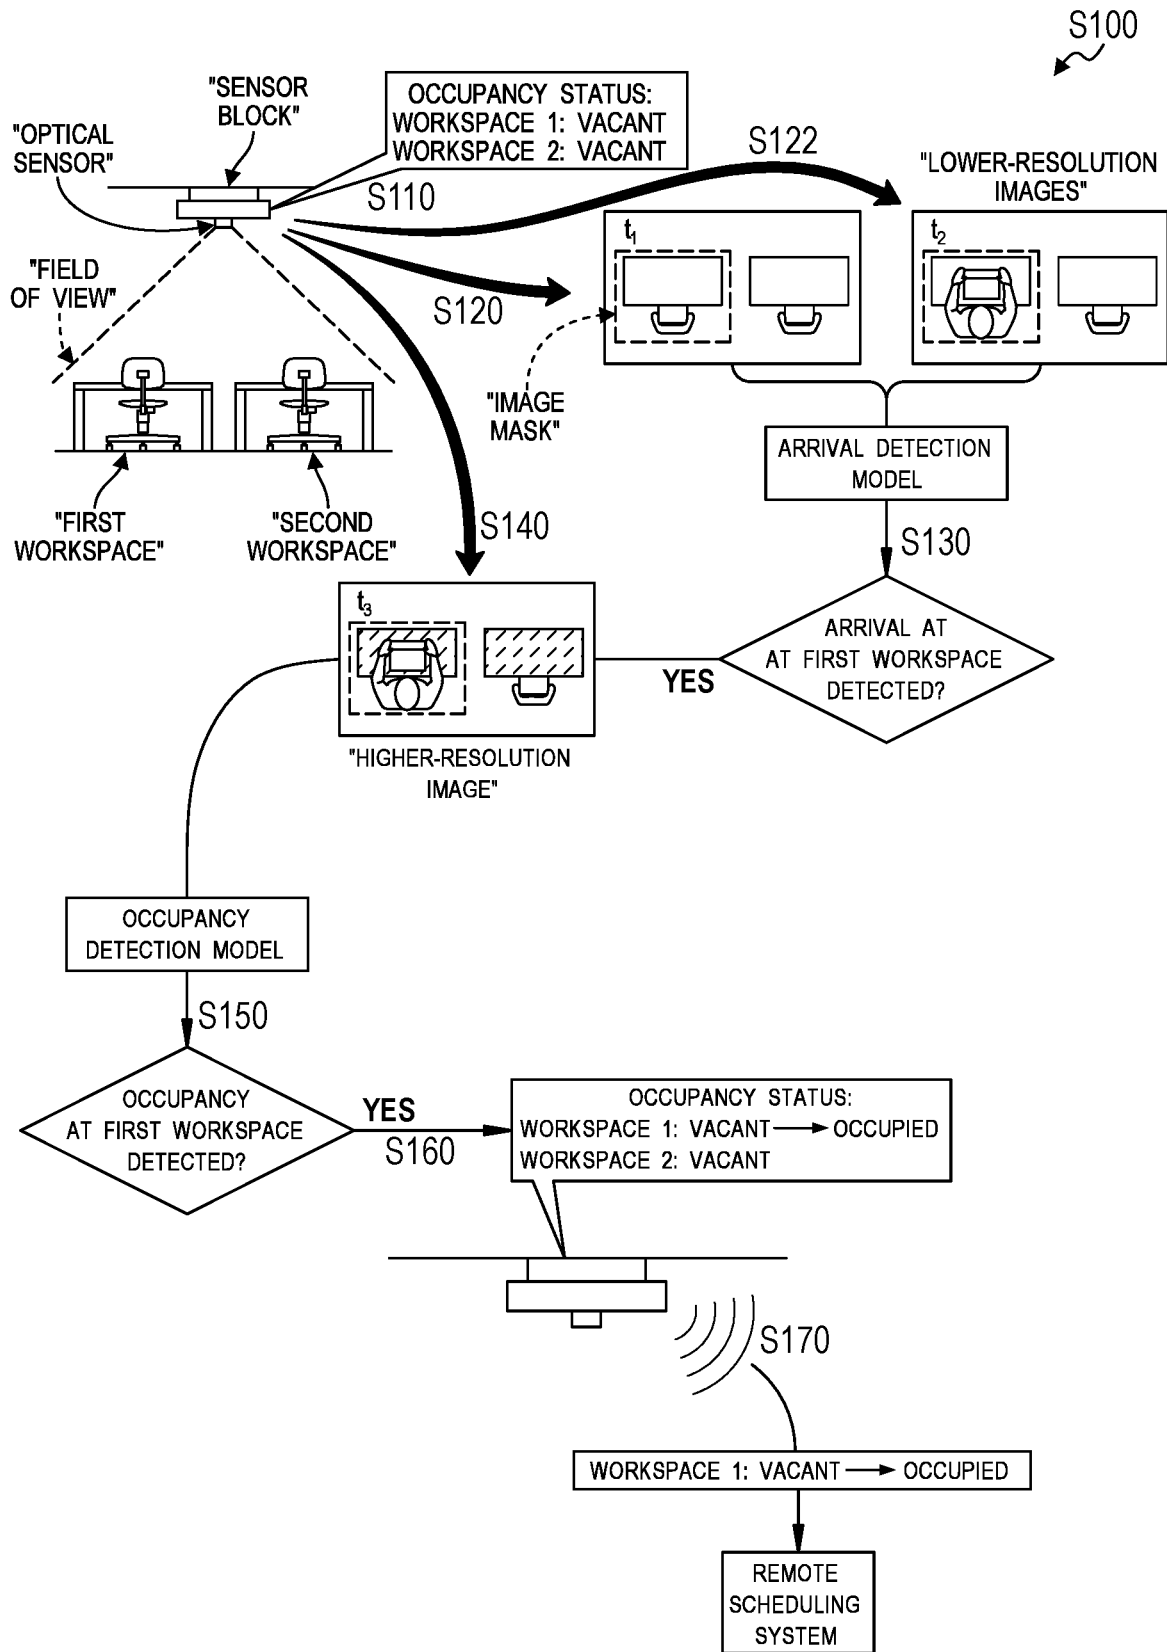 S100
"SENSOR
BLOCK"
"OPTICAL
SENSOR"
OCCUPANCY STATUS:
WORKSPACE 1: VACANT
WORKSPACE 2: VACANT
S110
S122
"LOWER-RESOLUTION
IMAGES"
t1
t2
"FIELD
OF VIEW"
S120
"IMAGE
MASK"
ARRIVAL DETECTION
MODEL
"FIRST
WORKSPACE"
"SECOND
WORKSPACE"
S140
S130
t3
ARRIVAL AT
AT FIRST WORKSPACE
DETECTED?
YES
"HIGHER-RESOLUTION
IMAGE"
OCCUPANCY
DETECTION MODEL
S150
OCCUPANCY
AT FIRST WORKSPACE
DETECTED?
YES
S160
OCCUPANCY STATUS:
WORKSPACE 1: VACANT → OCCUPIED
WORKSPACE 2: VACANT
S170
WORKSPACE 1: VACANT → OCCUPIED
REMOTE
SCHEDULING
SYSTEM